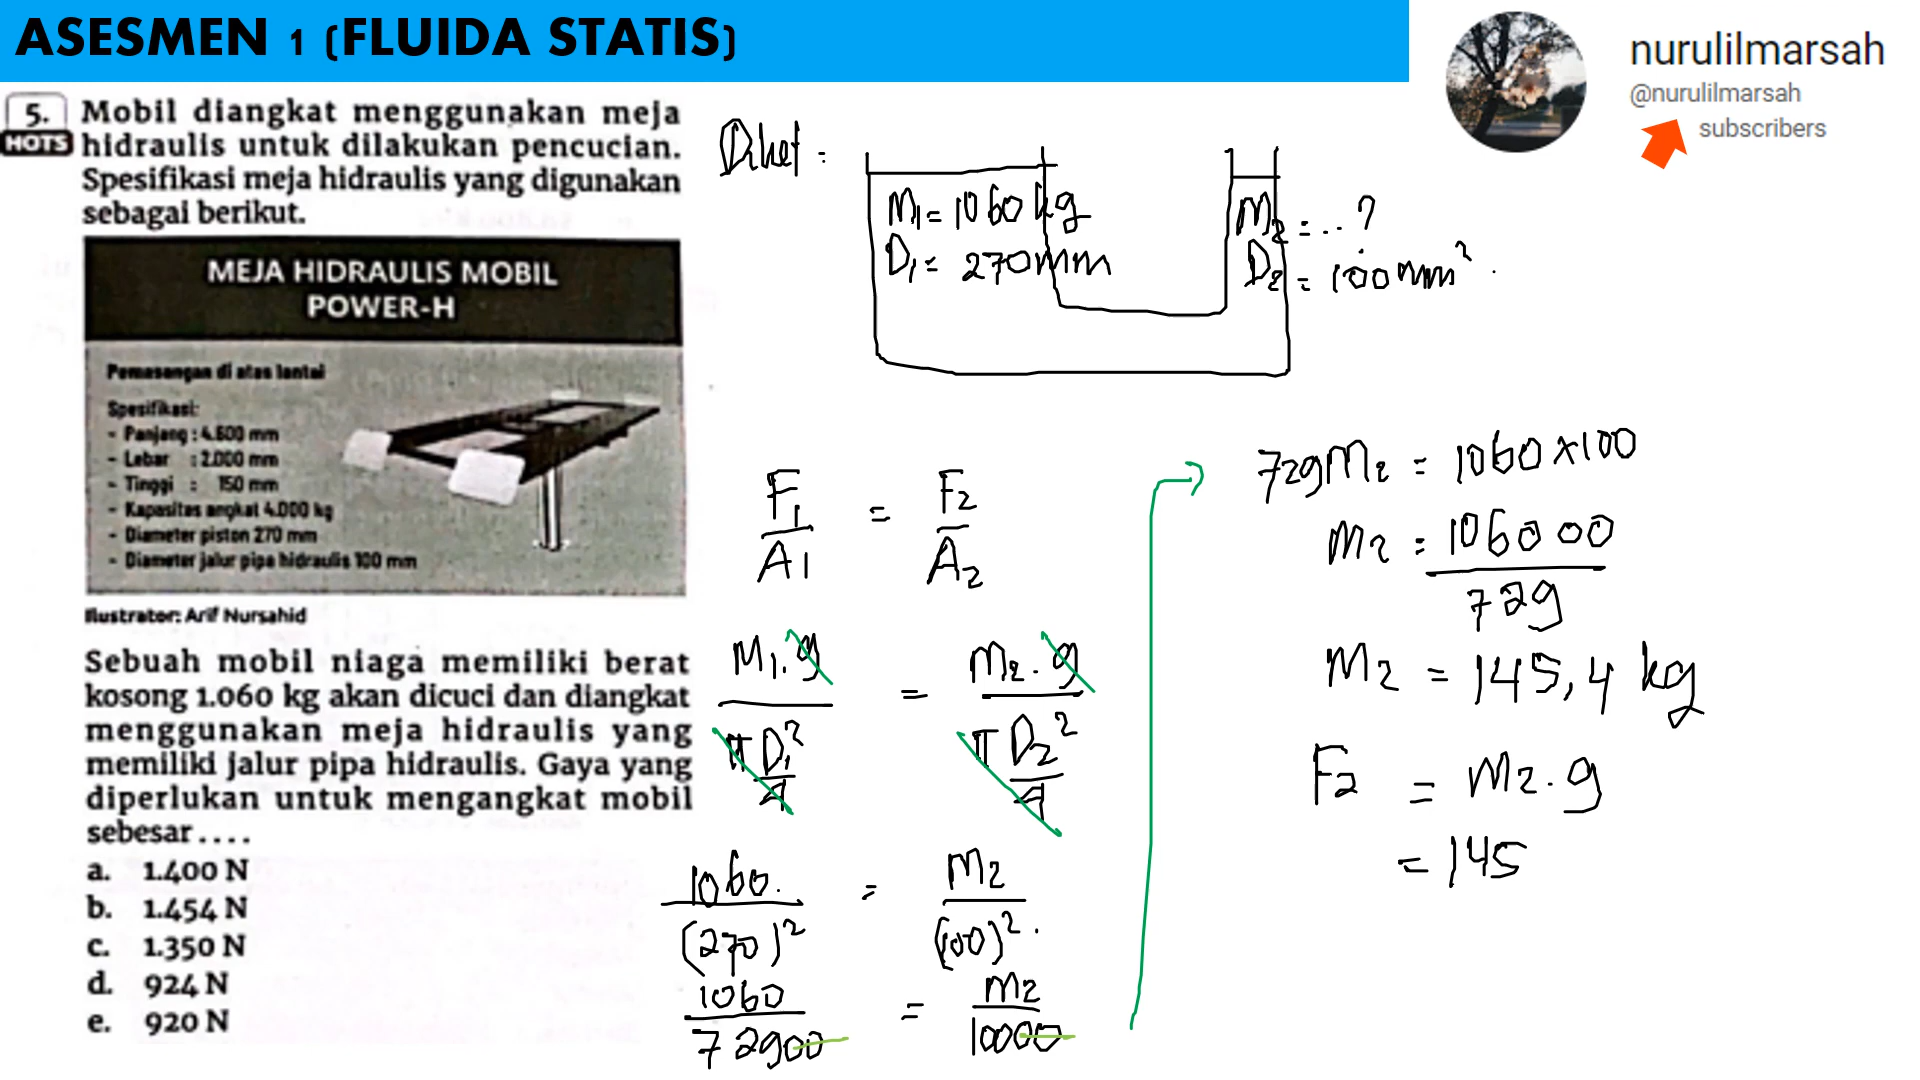 ASESMEN 1 (FLUIDA STATIS)
nurulilmarsah
@nurulilmarsah
subscribers
5.
HOTS
Mobil diangkat menggunakan meja
hidraulis untuk dilakukan pencucian.
Spesifikasi meja hidraulis yang digunakan
sebagai berikut.
MEJA HIDRAULIS MOBIL
POWER-H
Pemasangan di atas lantai
Spesifikasi:
- Panjang : 4.600 mm
- Lebar : 2.000 mm
- Tinggi : 150 mm
- Kapasitas angkat 4.000 kg
- Diameter piston 270 mm
- Diameter jalur pipa hidraulis 100 mm
Ilustrator: Arif Nursahid
Sebuah mobil niaga memiliki berat
kosong 1.060 kg akan dicuci dan diangkat
menggunakan meja hidraulis yang
memiliki jalur pipa hidraulis. Gaya yang
diperlukan untuk mengangkat mobil
sebesar ....
a. 1.400 N
b. 1.454 N
c. 1.350 N
d. 924 N
e. 920 N
Diket :
M1 = 1060 kg
D1 = 270 mm
M2 = ...?
D2 = 100 mm²
F1/A1 = F2/A2
M1.g / π D1²/4 = m2.g / π D2²/4
1060. / (270)² = M2 / (100)².
1060 / 72900 = M2 / 10000
729 M2 = 1060 x 100
M2 = 106000 / 729
M2 = 145,4 kg
F2 = M2.g
= 145